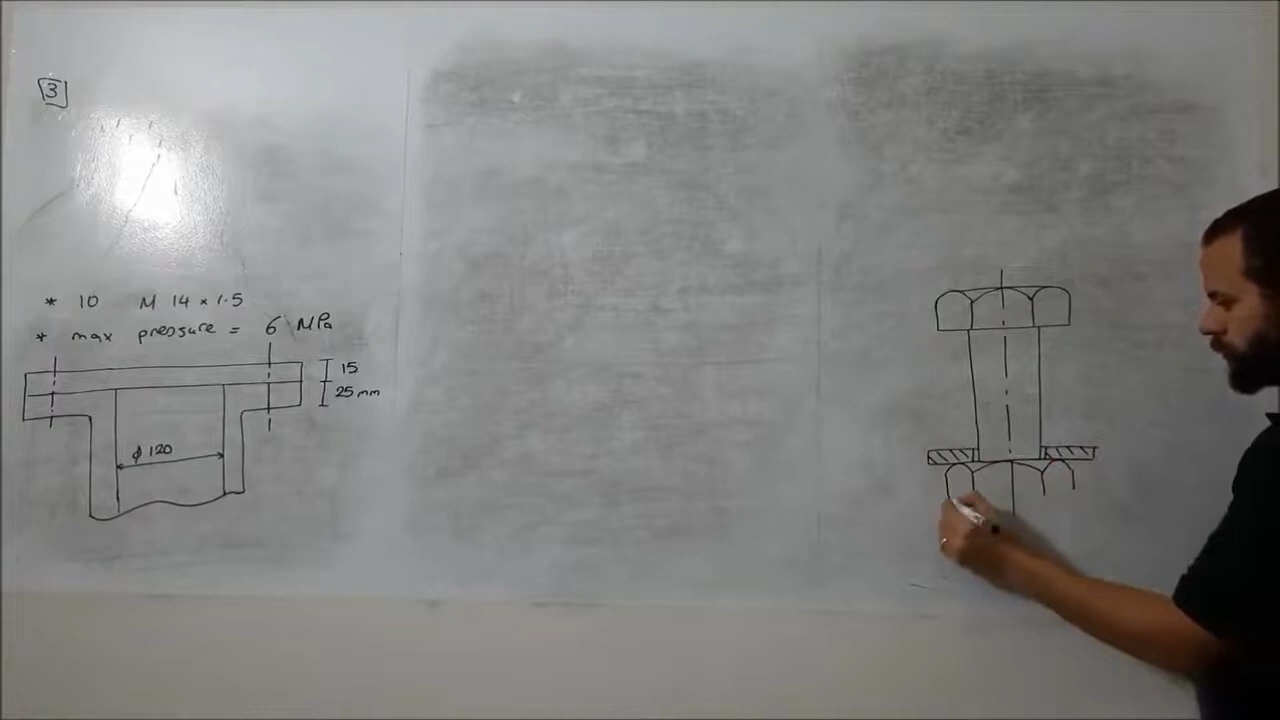 3
* 10 M 14 × 1.5
* max pressure = 6 MPa
15
25 mm
φ 120